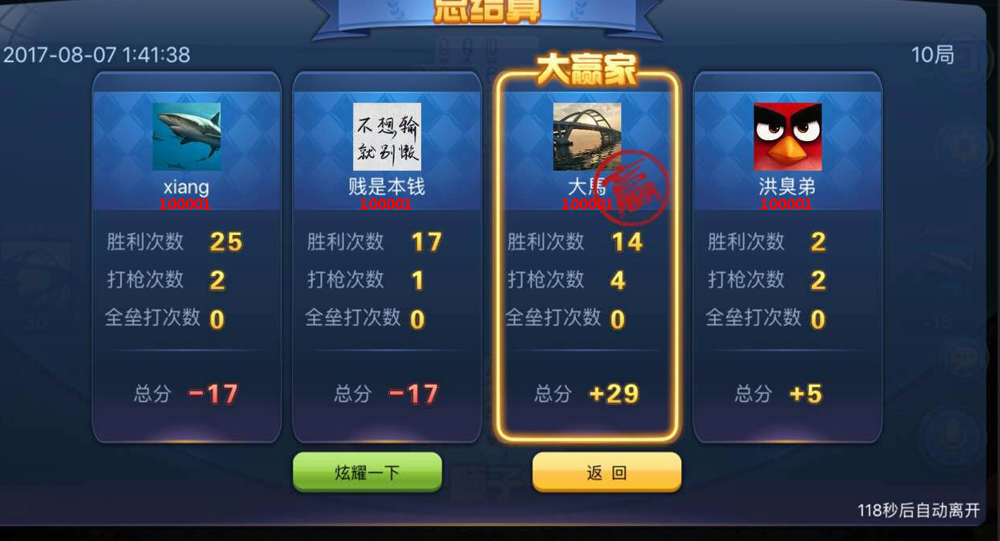 总结算
2017-08-07 1:41:38
10局
大赢家
不想输
就别懒
xiang
100001
贱是本钱
100001
大馬
100001
赢
洪臭弟
100001
胜利次数 25
打枪次数 2
全垒打次数 0
总分 -17
胜利次数 17
打枪次数 1
全垒打次数 0
总分 -17
胜利次数 14
打枪次数 4
全垒打次数 0
总分 +29
胜利次数 2
打枪次数 2
全垒打次数 0
总分 +5
炫耀一下
返 回
118秒后自动离开